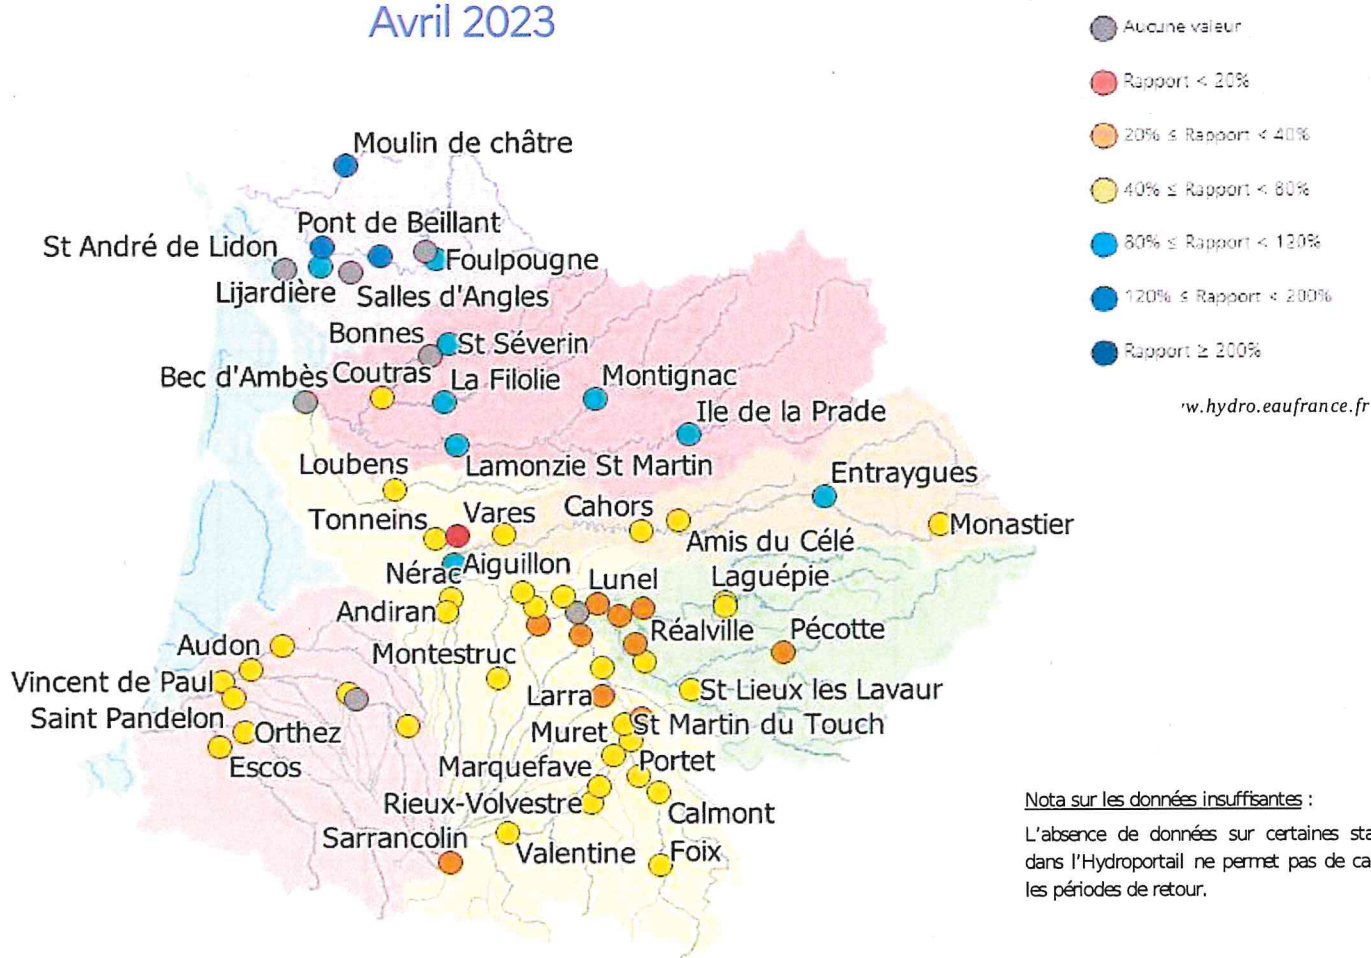 Avril 2023
Aucune valeur
Rapport < 20%
20% ≤ Rapport < 40%
40% ≤ Rapport < 80%
80% ≤ Rapport < 120%
120% ≤ Rapport < 200%
Rapport ≥ 200%
w.hydro.eaufrance.fr
Moulin de châtre
Pont de Beillant
St André de Lidon
Foulpougne
Lijardière
Salles d'Angles
Bonnes
St Séverin
Bec d'Ambès
Coutras
La Filolie
Montignac
Ile de la Prade
Loubens
Lamonzie St Martin
Entraygues
Tonneins
Vares
Cahors
Amis du Célé
Monastier
Nérac
Aiguillon
Lunel
Laguépie
Andiran
Réalville
Pécotte
Audon
Montestruc
Vincent de Paul
Larra
St Lieux les Lavaur
Saint Pandelon
Orthez
Muret
St Martin du Touch
Escos
Marquefave
Portet
Rieux-Volvestre
Calmont
Sarrancolin
Valentine
Foix
Nota sur les données insuffisantes :
L'absence de données sur certaines sta
dans l'Hydroportail ne permet pas de ca
les périodes de retour.